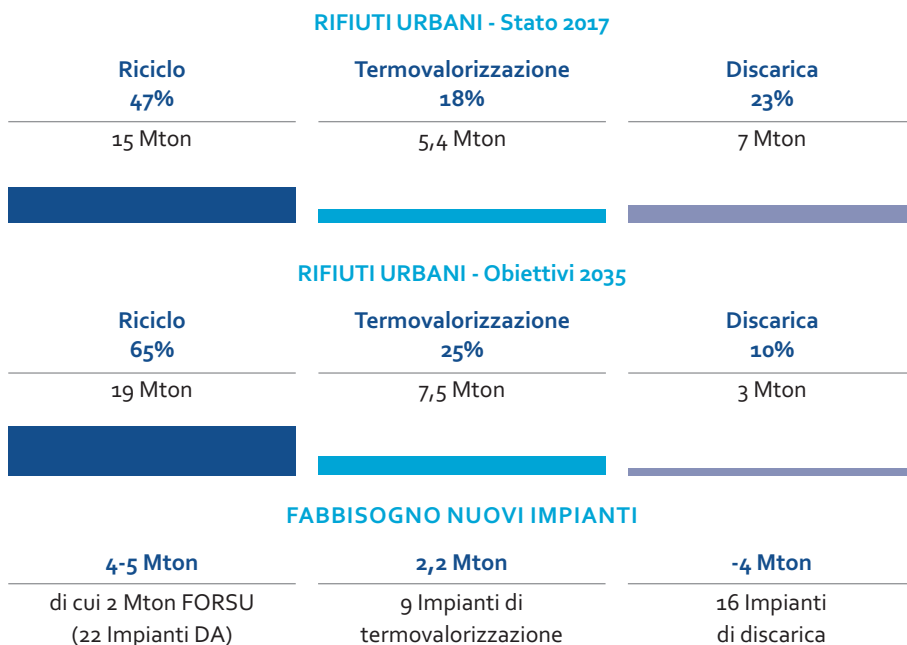 RIFIUTI URBANI - Stato 2017
Riciclo
47%
15 Mton
Termovalorizzazione
18%
5,4 Mton
Discarica
23%
7 Mton
RIFIUTI URBANI - Obiettivi 2035
Riciclo
65%
19 Mton
Termovalorizzazione
25%
7,5 Mton
Discarica
10%
3 Mton
FABBISOGNO NUOVI IMPIANTI
4-5 Mton
di cui 2 Mton FORSU
(22 Impianti DA)
2,2 Mton
9 Impianti di
termovalorizzazione
-4 Mton
16 Impianti
di discarica